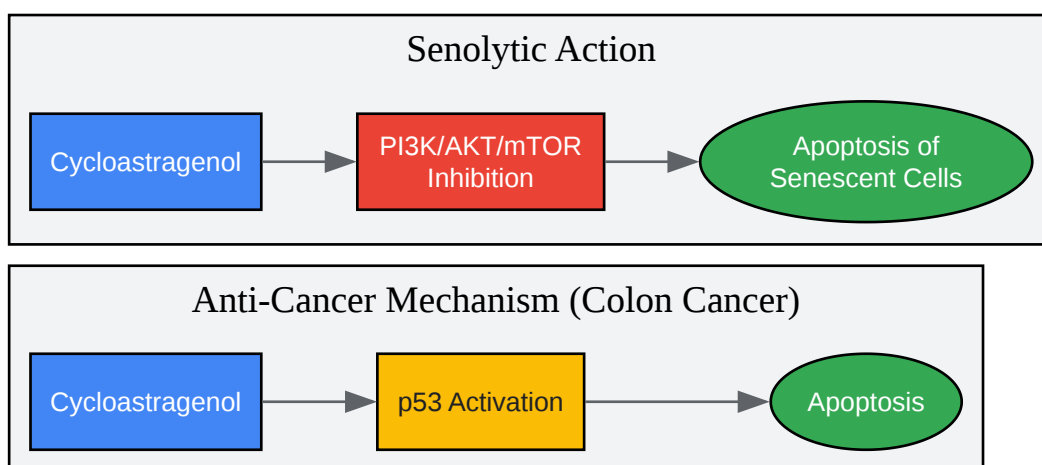 Senolytic Action
Cycloastragenol
PI3K/AKT/mTOR
Inhibition
Apoptosis of
Senescent Cells
Anti-Cancer Mechanism (Colon Cancer)
Cycloastragenol
p53 Activation
Apoptosis